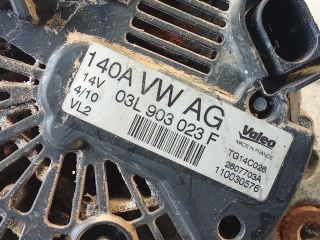 140A VW AG
14V
4/10
VL2
03L 903 023 F
Valeo
MADE IN FRANCE
TG14C028
2607703A
110030576